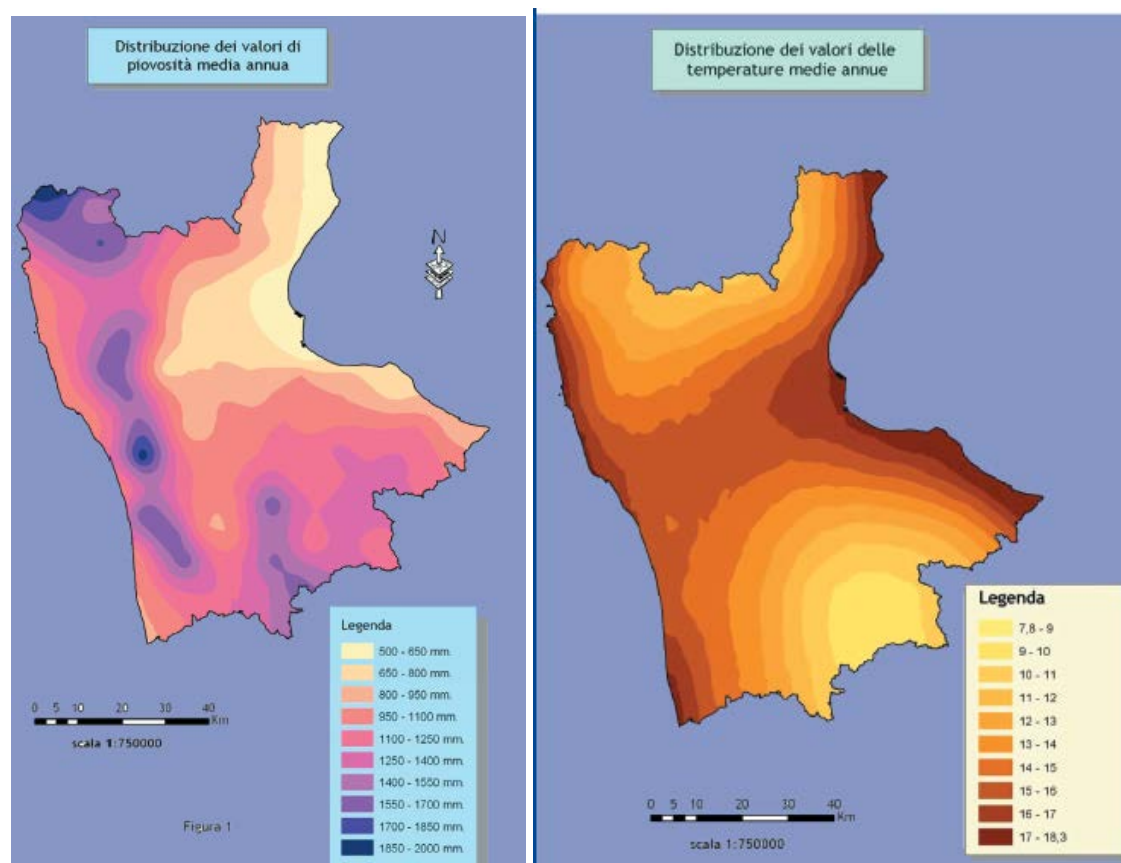 Distribuzione dei valori di
piovosità media annua
N
Legenda
500 - 650 mm.
650 - 800 mm.
800 - 950 mm.
950 - 1100 mm.
1100 - 1250 mm.
1250 - 1400 mm.
1400 - 1550 mm.
1550 - 1700 mm.
1700 - 1850 mm.
1850 - 2000 mm.
0 5 10 20 30 40
Km
scala 1:750000
Figura 1
Distribuzione dei valori delle
temperature medie annue
Legenda
7,8 - 9
9 - 10
10 - 11
11 - 12
12 - 13
13 - 14
14 - 15
15 - 16
16 - 17
17 - 18,3
0 5 10 20 30 40
Km
scala 1:750000